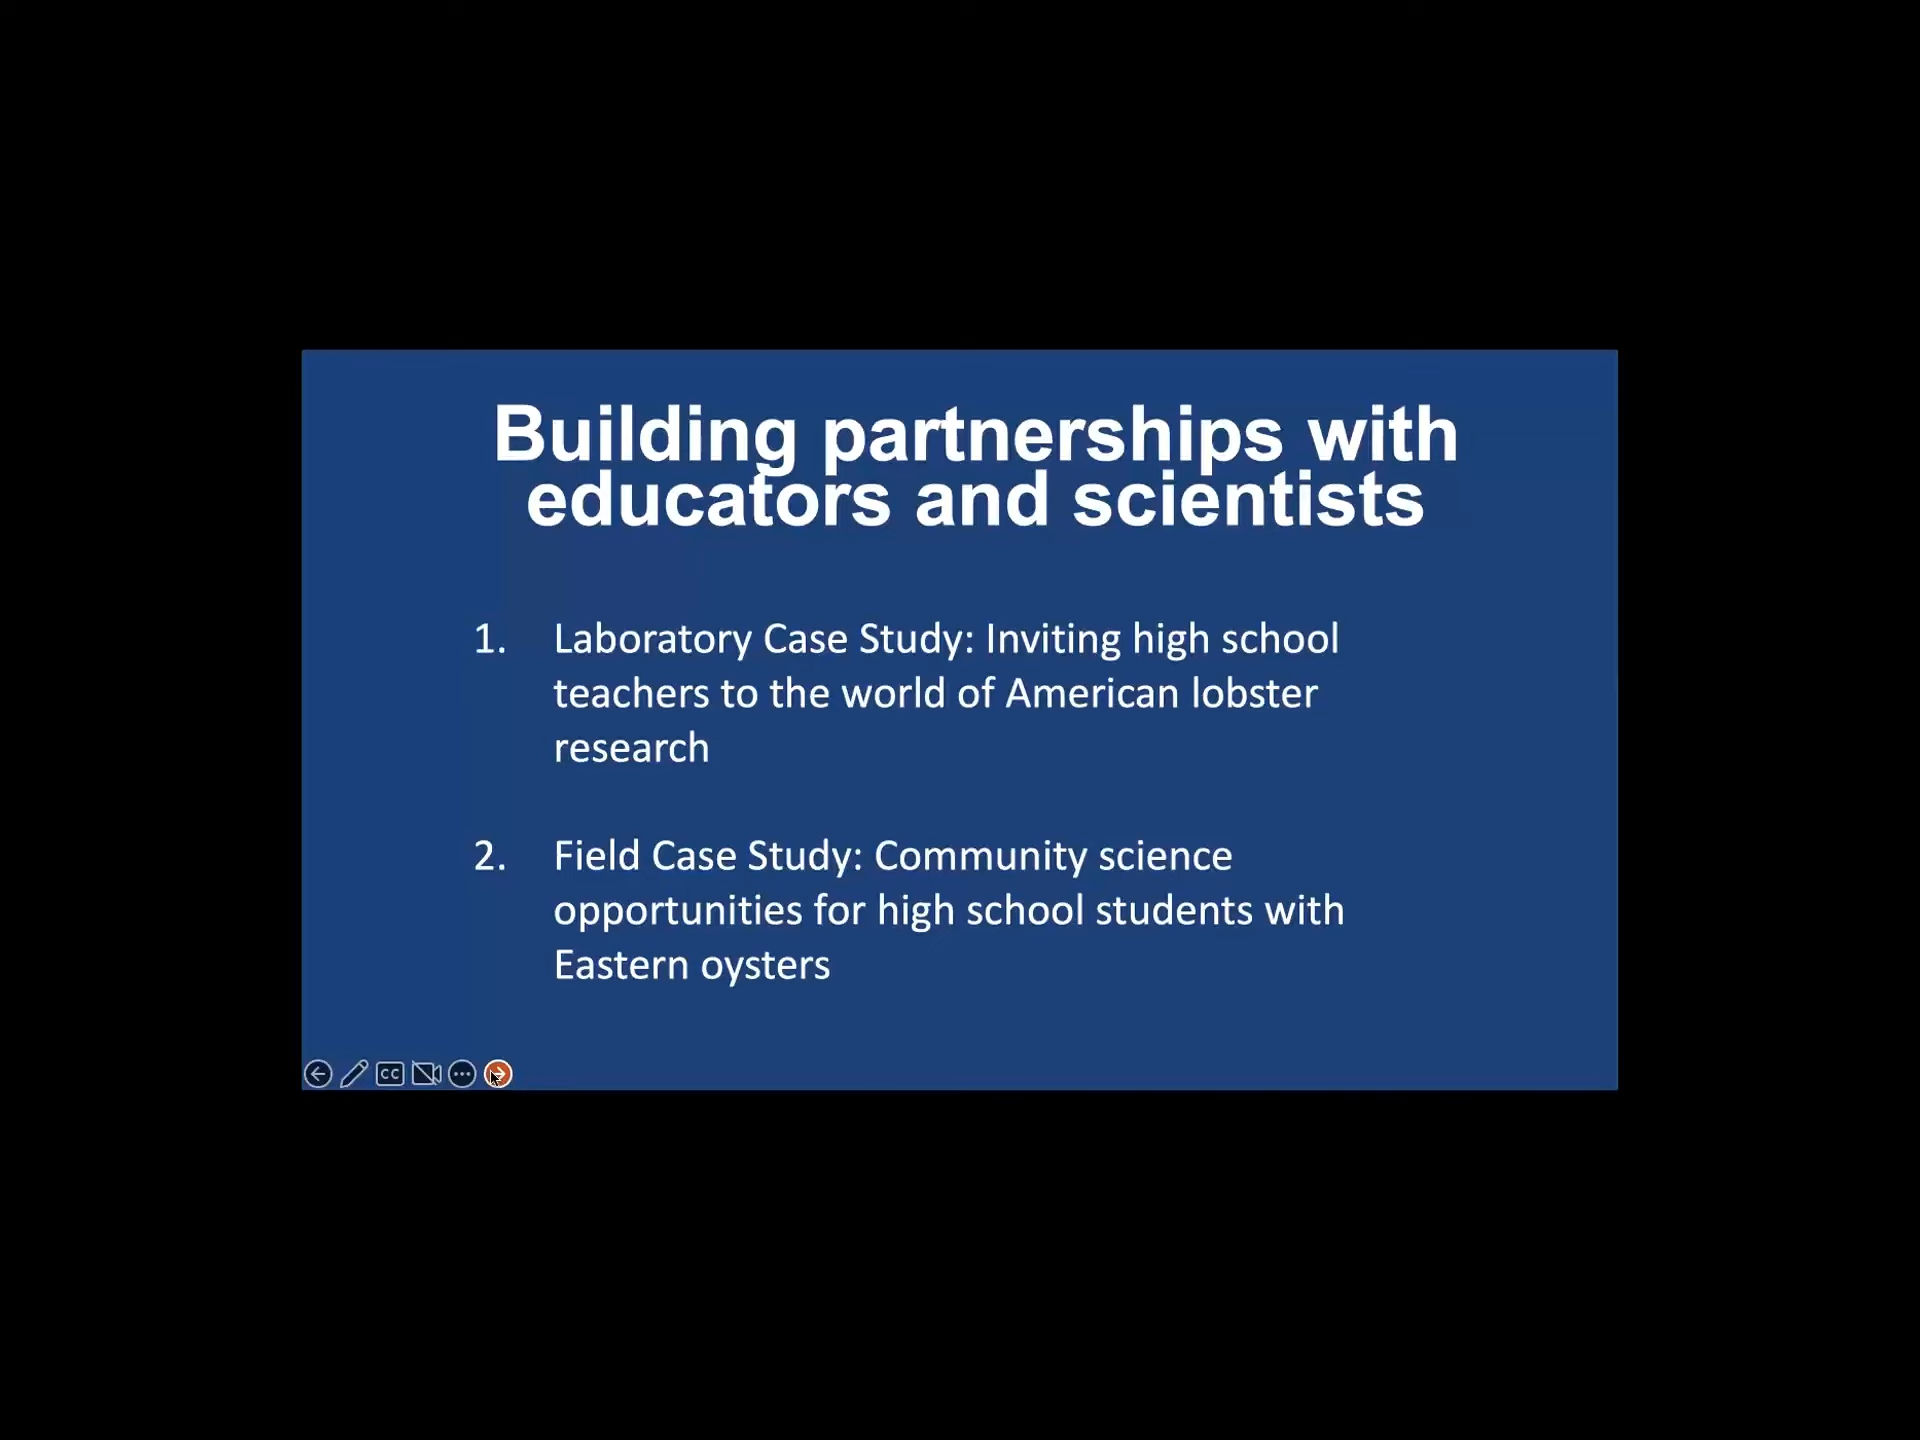 Building partnerships with
educators and scientists
1. Laboratory Case Study: Inviting high school
teachers to the world of American lobster
research
2. Field Case Study: Community science
opportunities for high school students with
Eastern oysters
CC